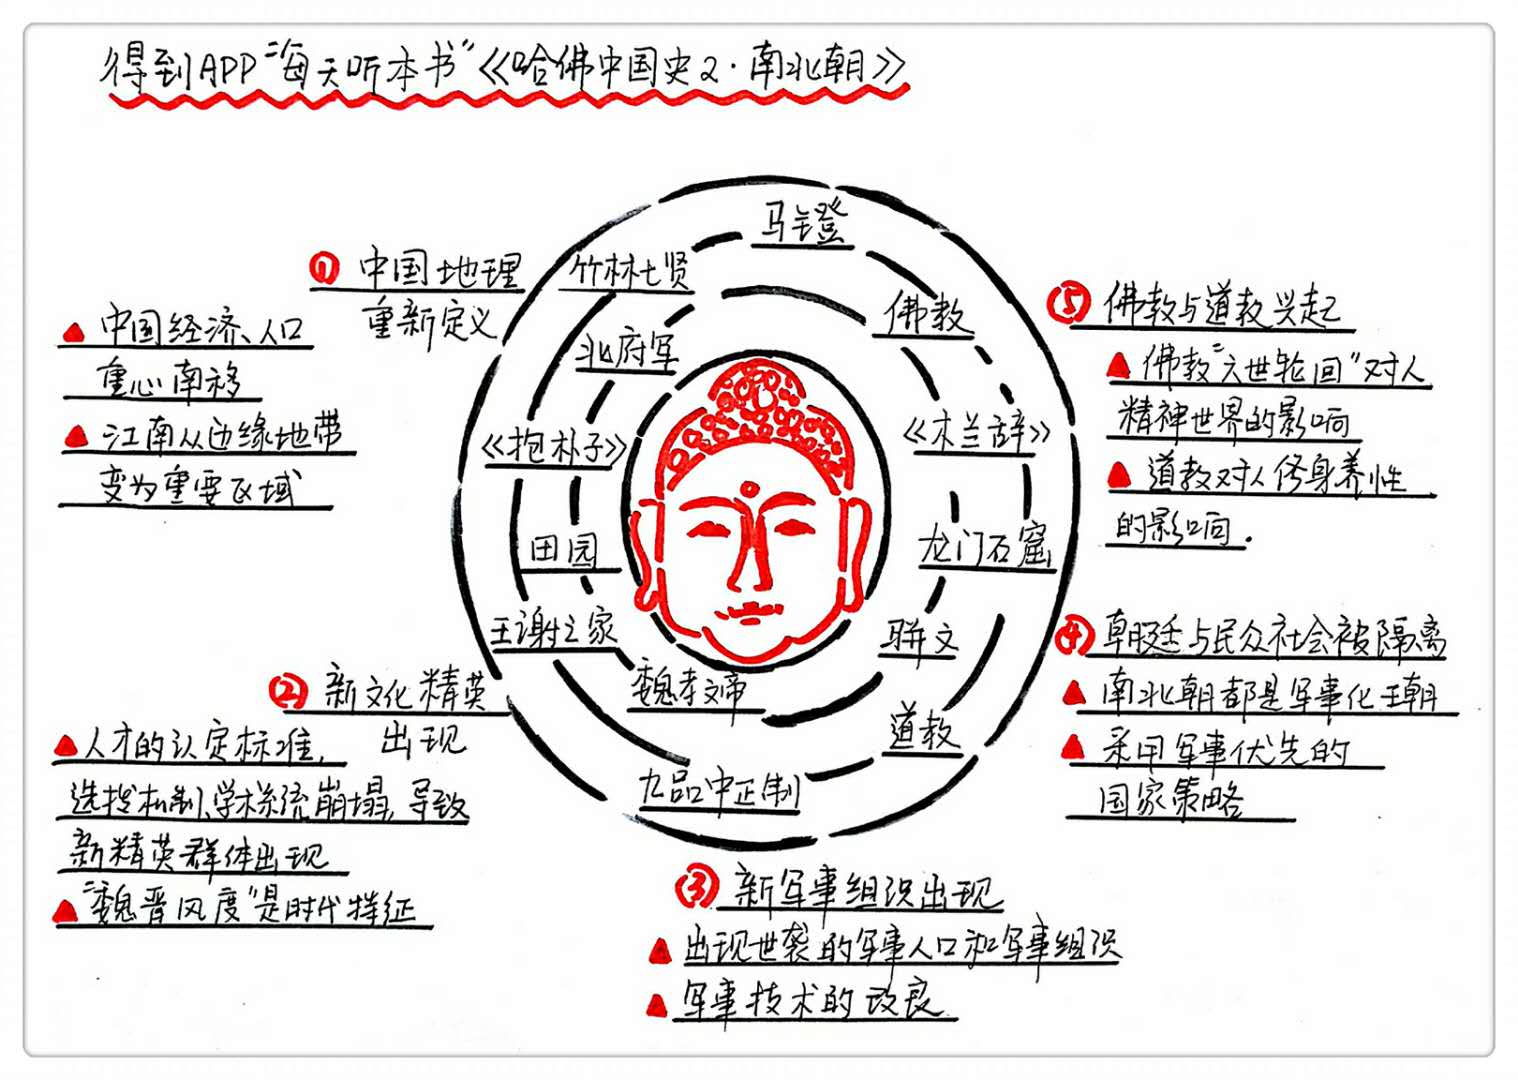 得到APP“每天听本书”《哈佛中国史2·南北朝》
① 中国地理
重新定义
▲ 中国经济、人口
重心南移
▲ 江南从边缘地带
变为重要区域
② 新文化精英
出现
▲ 人才的认定标准,
选拔机制、学术系统崩塌,导致
新精英群体出现
▲ “魏晋风度”是时代特征
③ 新军事组织出现
▲ 出现世袭的军事人口和军事组织
▲ 军事技术的改良
④ 朝廷与民众社会被隔离
▲ 南北朝都是军事化王朝
▲ 采用军事优先的
国家策略
⑤ 佛教与道教兴起
▲ 佛教“六世轮回”对人
精神世界的影响
▲ 道教对人修身养性
的影响.
马镫
竹林七贤
佛教
北府军
《抱朴子》
《木兰辞》
田园
龙门石窟
王谢之家
骈文
魏孝文帝
道教
九品中正制